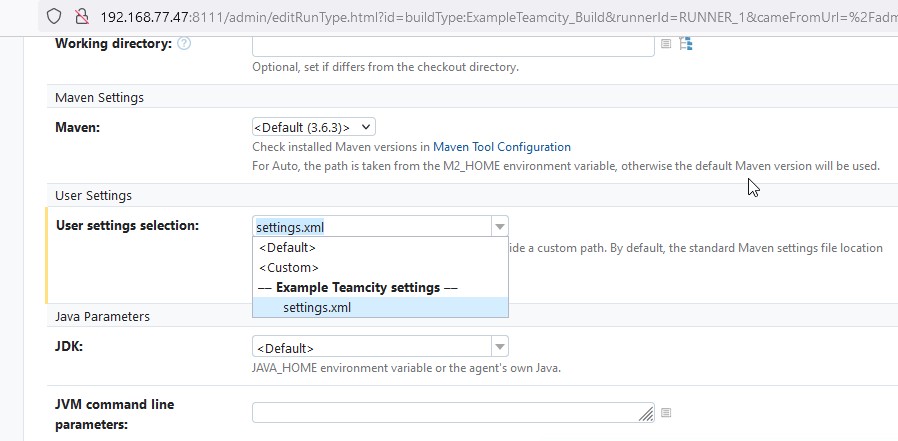 192.168.77.47:8111/admin/editRunType.html?id=buildType:ExampleTeamcity_Build&runnerId=RUNNER_1&cameFromUrl=%2Fadm
Working directory:
Optional, set if differs from the checkout directory.
Maven Settings
Maven: <Default (3.6.3)>
Check installed Maven versions in Maven Tool Configuration
For Auto, the path is taken from the M2_HOME environment variable, otherwise the default Maven version will be used.
User Settings
User settings selection: settings.xml
<Default> ide a custom path. By default, the standard Maven settings file location
<Custom>
— Example Teamcity settings —
settings.xml
Java Parameters
JDK: <Default>
JAVA_HOME environment variable or the agent's own Java.
JVM command line
parameters: